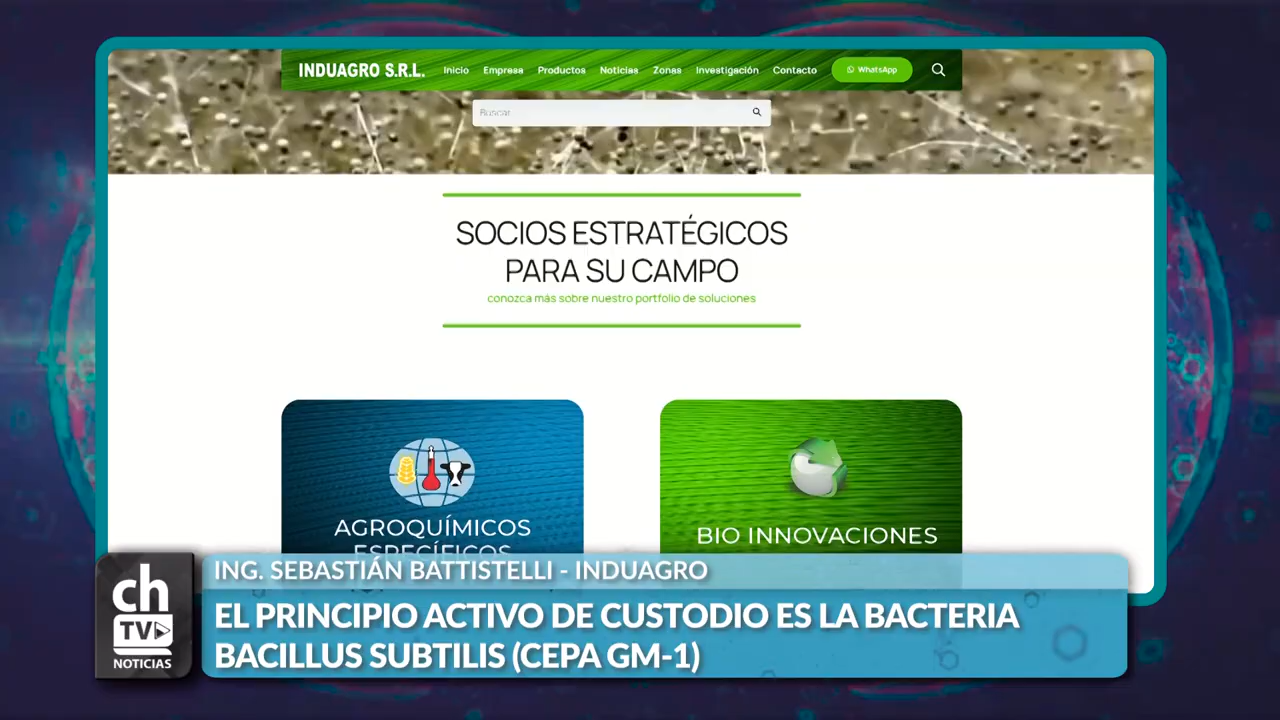 INDUAGRO S.R.L. Inicio Empresa Productos Noticias Zonas Investigación Contacto WhatsApp
Buscar
SOCIOS ESTRATÉGICOS
PARA SU CAMPO
conozca más sobre nuestro portfolio de soluciones
AGROQUÍMICOS
ESPECÍFICOS
BIO INNOVACIONES
ch
TV
NOTICIAS
ING. SEBASTIÁN BATTISTELLI - INDUAGRO
EL PRINCIPIO ACTIVO DE CUSTODIO ES LA BACTERIA
BACILLUS SUBTILIS (CEPA GM-1)